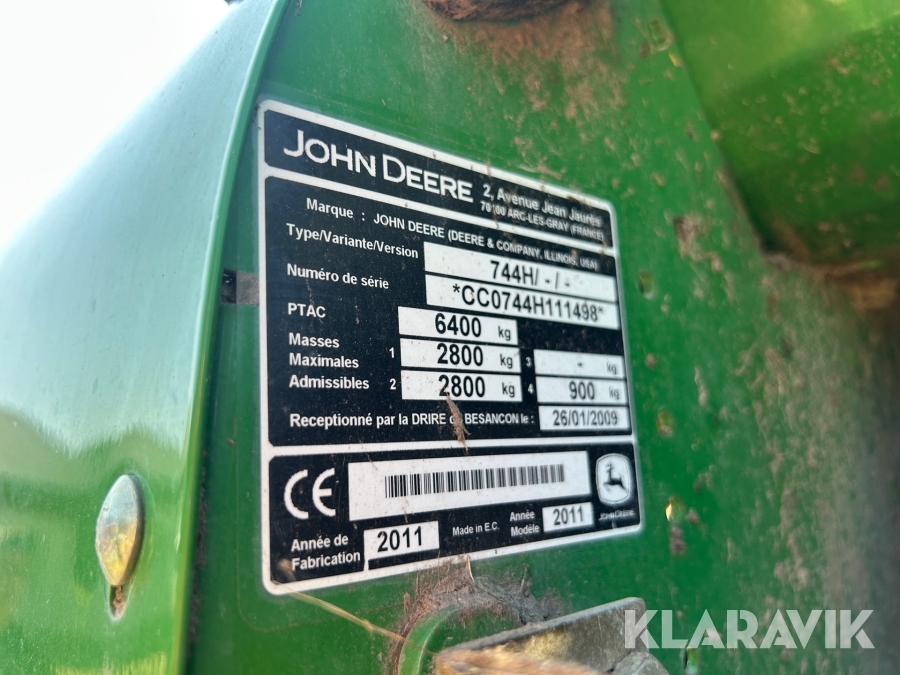 JOHN DEERE
2, Avenue Jean Jaurès
70100 ARC-LES-GRAY (FRANCE)
Marque : JOHN DEERE (DEERE & COMPANY, ILLINOIS, USA)
Type/Variante/Version 744H/ - / -
Numéro de série *CC0744H111498*
PTAC 6400 kg
Masses 1 2800 kg 3 - kg
Maximales
Admissibles 2 2800 kg 4 900 kg
Receptionné par la DRIRE de BESANCON le : 26/01/2009
CE
JOHN DEERE
Année de Fabrication 2011 Made in E.C. Année Modèle 2011
KLARAVIK